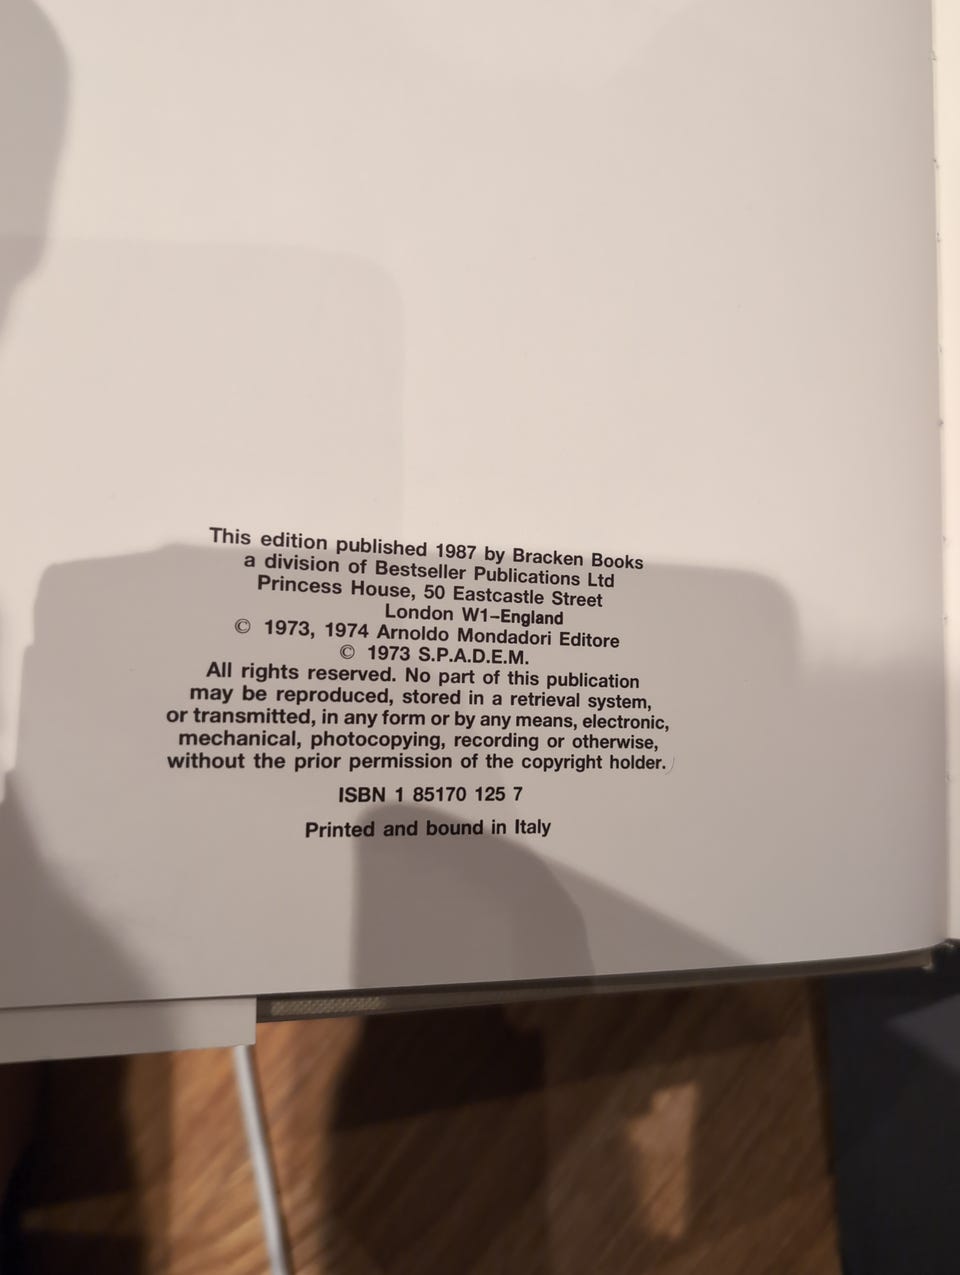 This edition published 1987 by Bracken Books
a division of Bestseller Publications Ltd
Princess House, 50 Eastcastle Street
London W1–England
© 1973, 1974 Arnoldo Mondadori Editore
© 1973 S.P.A.D.E.M.
All rights reserved. No part of this publication
may be reproduced, stored in a retrieval system,
or transmitted, in any form or by any means, electronic,
mechanical, photocopying, recording or otherwise,
without the prior permission of the copyright holder.
ISBN 1 85170 125 7
Printed and bound in Italy